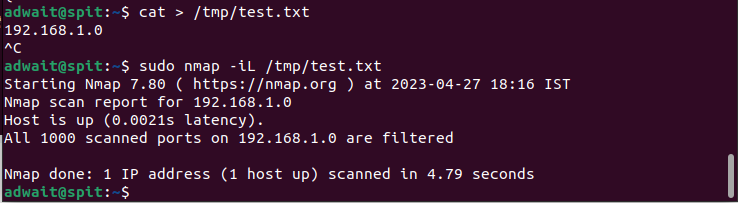 adwait@spit:~$ cat > /tmp/test.txt
192.168.1.0
^C
adwait@spit:~$ sudo nmap -iL /tmp/test.txt
Starting Nmap 7.80 ( https://nmap.org ) at 2023-04-27 18:16 IST
Nmap scan report for 192.168.1.0
Host is up (0.0021s latency).
All 1000 scanned ports on 192.168.1.0 are filtered
Nmap done: 1 IP address (1 host up) scanned in 4.79 seconds
adwait@spit:~$